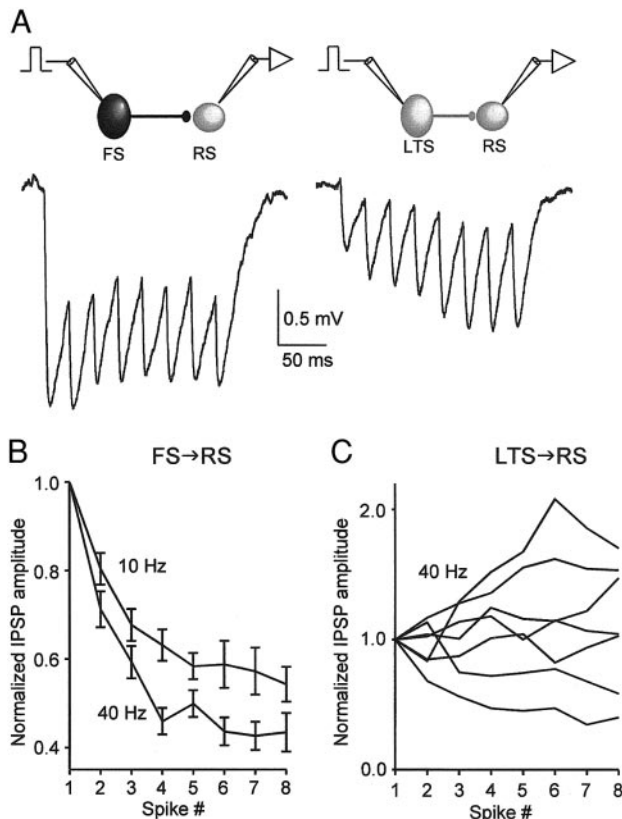 A
FS RS
LTS RS
0.5 mV
50 ms
B FS→RS
Normalized IPSP amplitude
1.0
0.8
0.6
0.4
10 Hz
40 Hz
1 2 3 4 5 6 7 8
Spike #
C LTS→RS
Normalized IPSP amplitude
2.0
1.0
0.0
40 Hz
1 2 3 4 5 6 7 8
Spike #